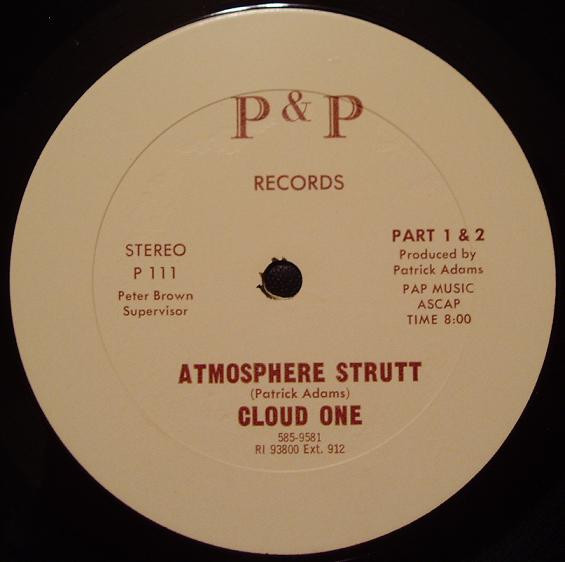 P & P
RECORDS
STEREO
P 111
Peter Brown
Supervisor
PART 1 & 2
Produced by
Patrick Adams
PAP MUSIC
ASCAP
TIME 8:00
ATMOSPHERE STRUTT
(Patrick Adams)
CLOUD ONE
585-9581
RI 93800 Ext. 912